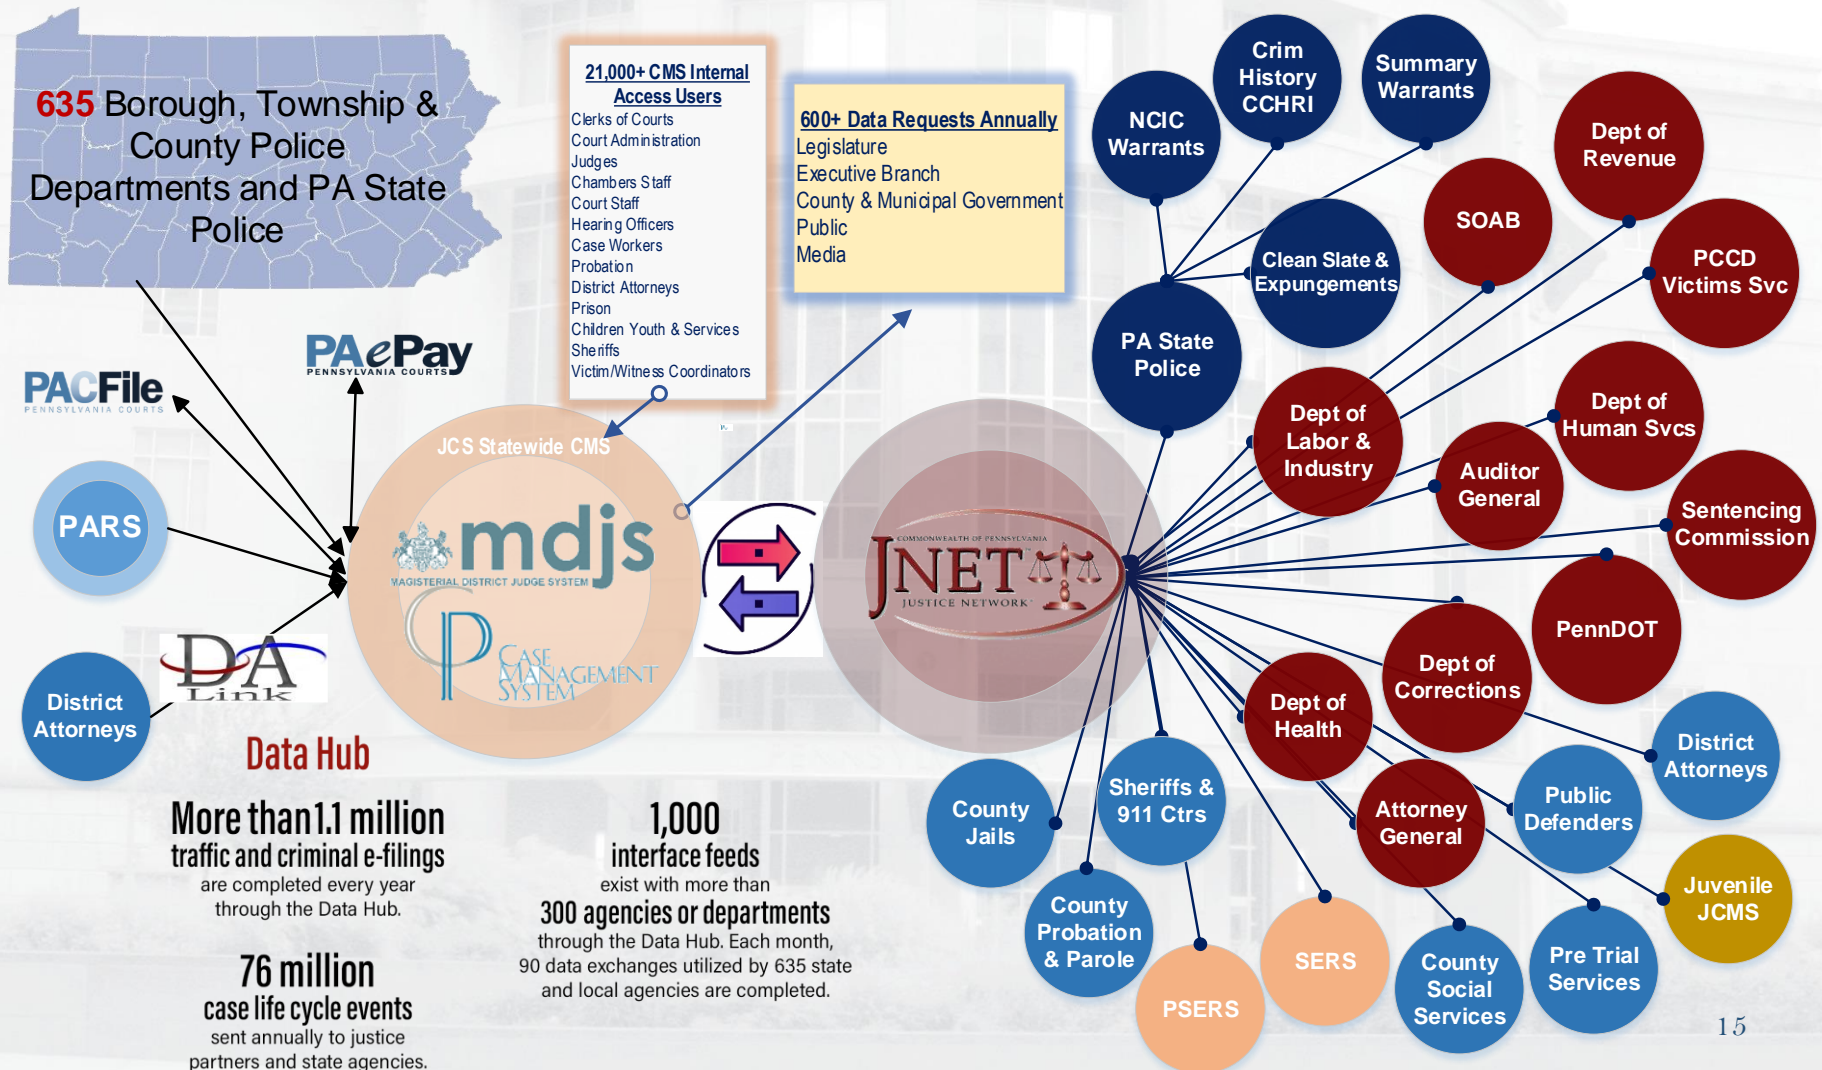 635 Borough, Township &
County Police
Departments and PA State
Police
21,000+ CMS Internal
Access Users
Clerks of Courts
Court Administration
Judges
Chambers Staff
Court Staff
Hearing Officers
Case Workers
Probation
District Attorneys
Prison
Children Youth & Services
Sheriffs
Victim/Witness Coordinators
600+ Data Requests Annually
Legislature
Executive Branch
County & Municipal Government
Public
Media
PAePay
PENNSYLVANIA COURTS
PACFile
PENNSYLVANIA COURTS
PARS
District
Attorneys
DA
Link
JCS Statewide CMS
mdjs
MAGISTERIAL DISTRICT JUDGE SYSTEM
CP
CASE
MANAGEMENT
SYSTEM
COMMONWEALTH OF PENNSYLVANIA
JNET
JUSTICE NETWORK
NCIC
Warrants
Crim
History
CCHRI
Summary
Warrants
Clean Slate &
Expungements
PA State
Police
SOAB
Dept of
Revenue
PCCD
Victims Svc
Dept of
Labor &
Industry
Auditor
General
Dept of
Human Svcs
Sentencing
Commission
PennDOT
Dept of
Corrections
Dept of
Health
Attorney
General
District
Attorneys
Public
Defenders
Juvenile
JCMS
Pre Trial
Services
County
Social
Services
SERS
PSERS
Sheriffs &
911 Ctrs
County
Probation
& Parole
County
Jails
Data Hub
More than 1.1 million
traffic and criminal e-filings
are completed every year
through the Data Hub.
76 million
case life cycle events
sent annually to justice
partners and state agencies.
1,000
interface feeds
exist with more than
300 agencies or departments
through the Data Hub. Each month,
90 data exchanges utilized by 635 state
and local agencies are completed.
15